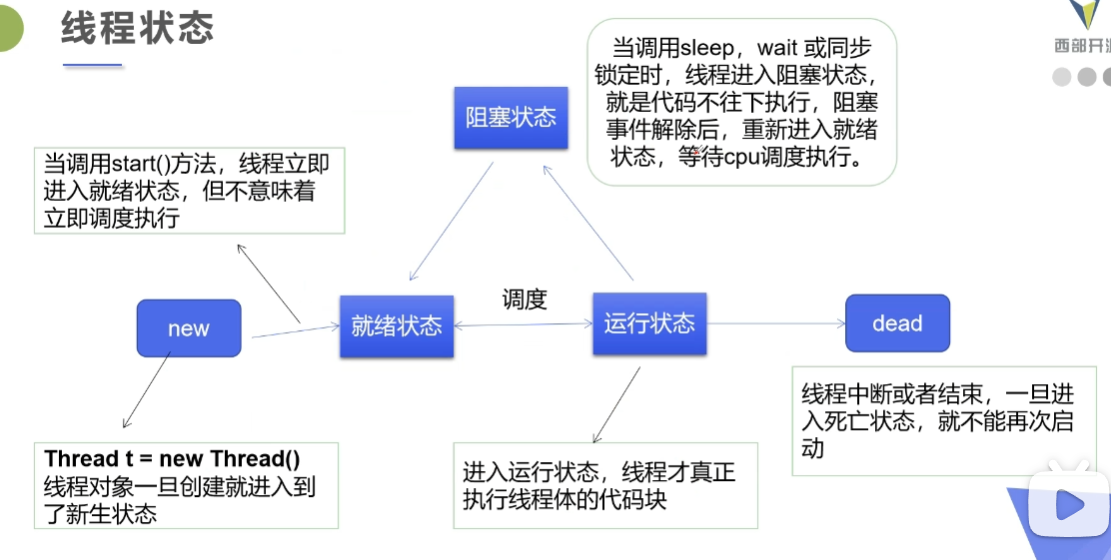 线程状态
西部开源
当调用sleep，wait 或同步
锁定时，线程进入阻塞状态，
就是代码不往下执行，阻塞
事件解除后，重新进入就绪
状态，等待cpu调度执行。
阻塞状态
当调用start()方法，线程立即
进入就绪状态，但不意味着
立即调度执行
new
就绪状态
调度
运行状态
dead
线程中断或者结束，一旦进
入死亡状态，就不能再次启
动
Thread t = new Thread()
线程对象一旦创建就进入到
了新生状态
进入运行状态，线程才真正
执行线程体的代码块